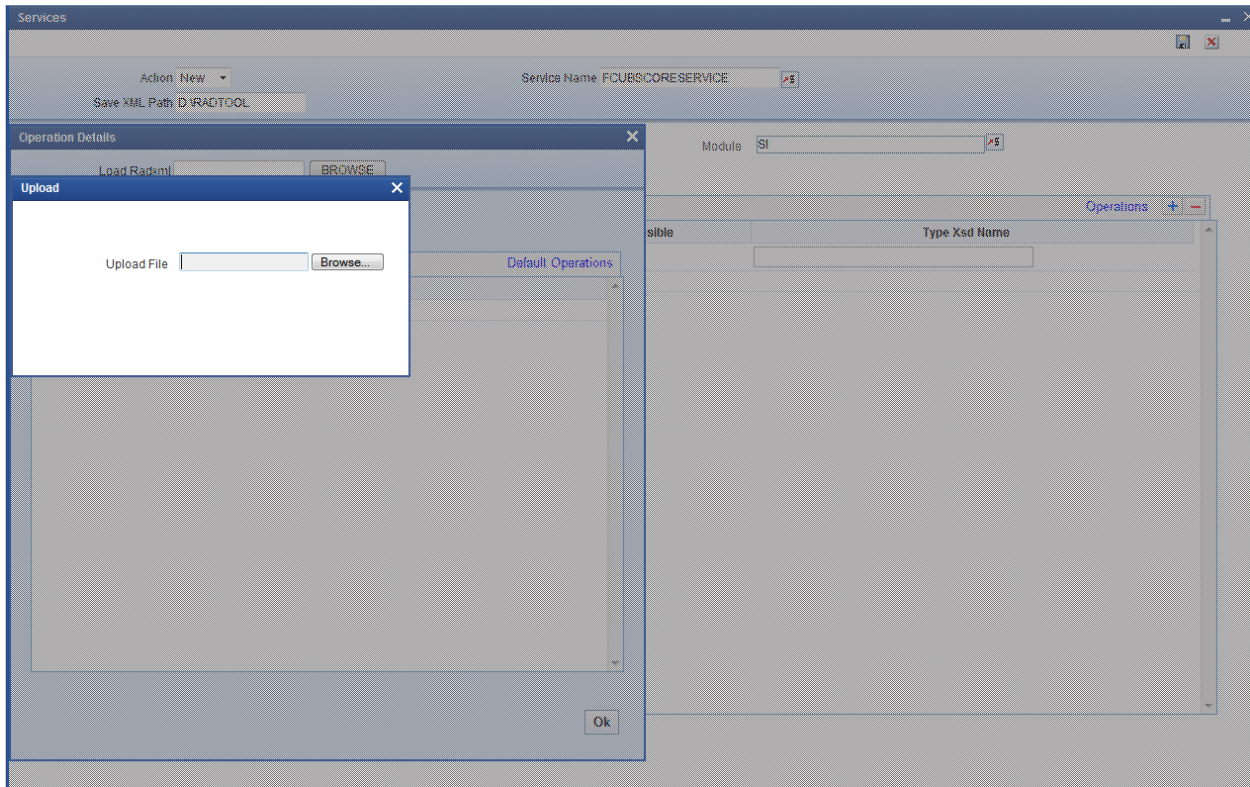 Services
Action New
Service Name FCUBSCORESERVICE
Save XML Path D:\RADTOOL
Operation Details
Module SI
Load Radxml BROWSE
Upload
Operations + −
sible Type Xsd Name
Upload File Browse...
Default Operations
Ok